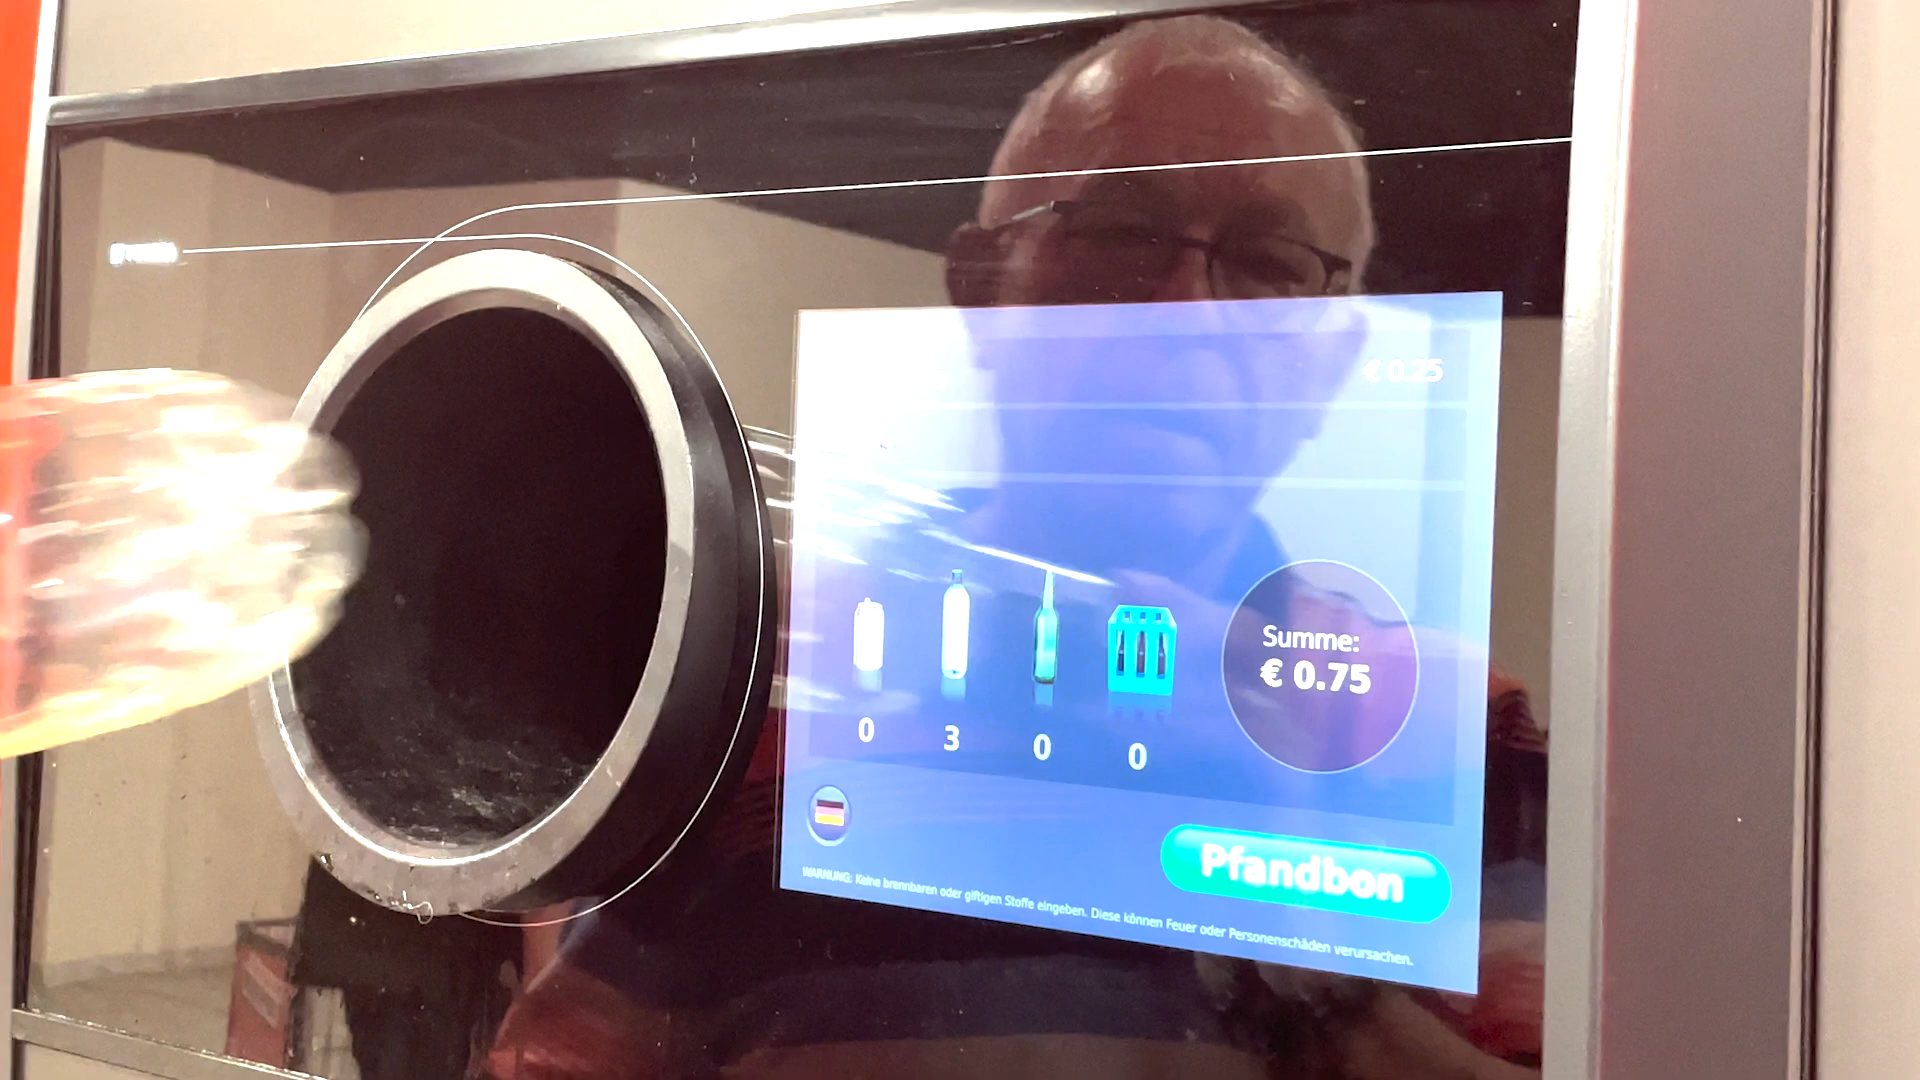 € 0.25
Summe:
€ 0.75
0 3 0 0
Pfandbon
WARNUNG: Keine brennbaren oder giftigen Stoffe eingeben. Diese können Feuer oder Personenschäden verursachen.